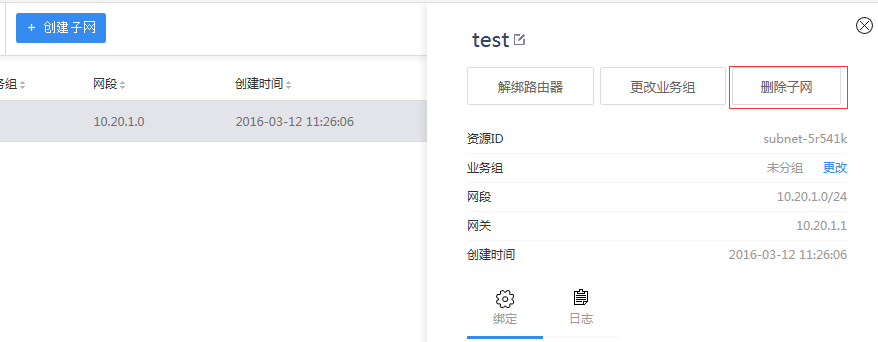 + 创建子网
务组 网段 创建时间
10.20.1.0 2016-03-12 11:26:06
test
解绑路由器 更改业务组 删除子网
资源ID subnet-5r541k
业务组 未分组 更改
网段 10.20.1.0/24
网关 10.20.1.1
创建时间 2016-03-12 11:26:06
绑定 日志